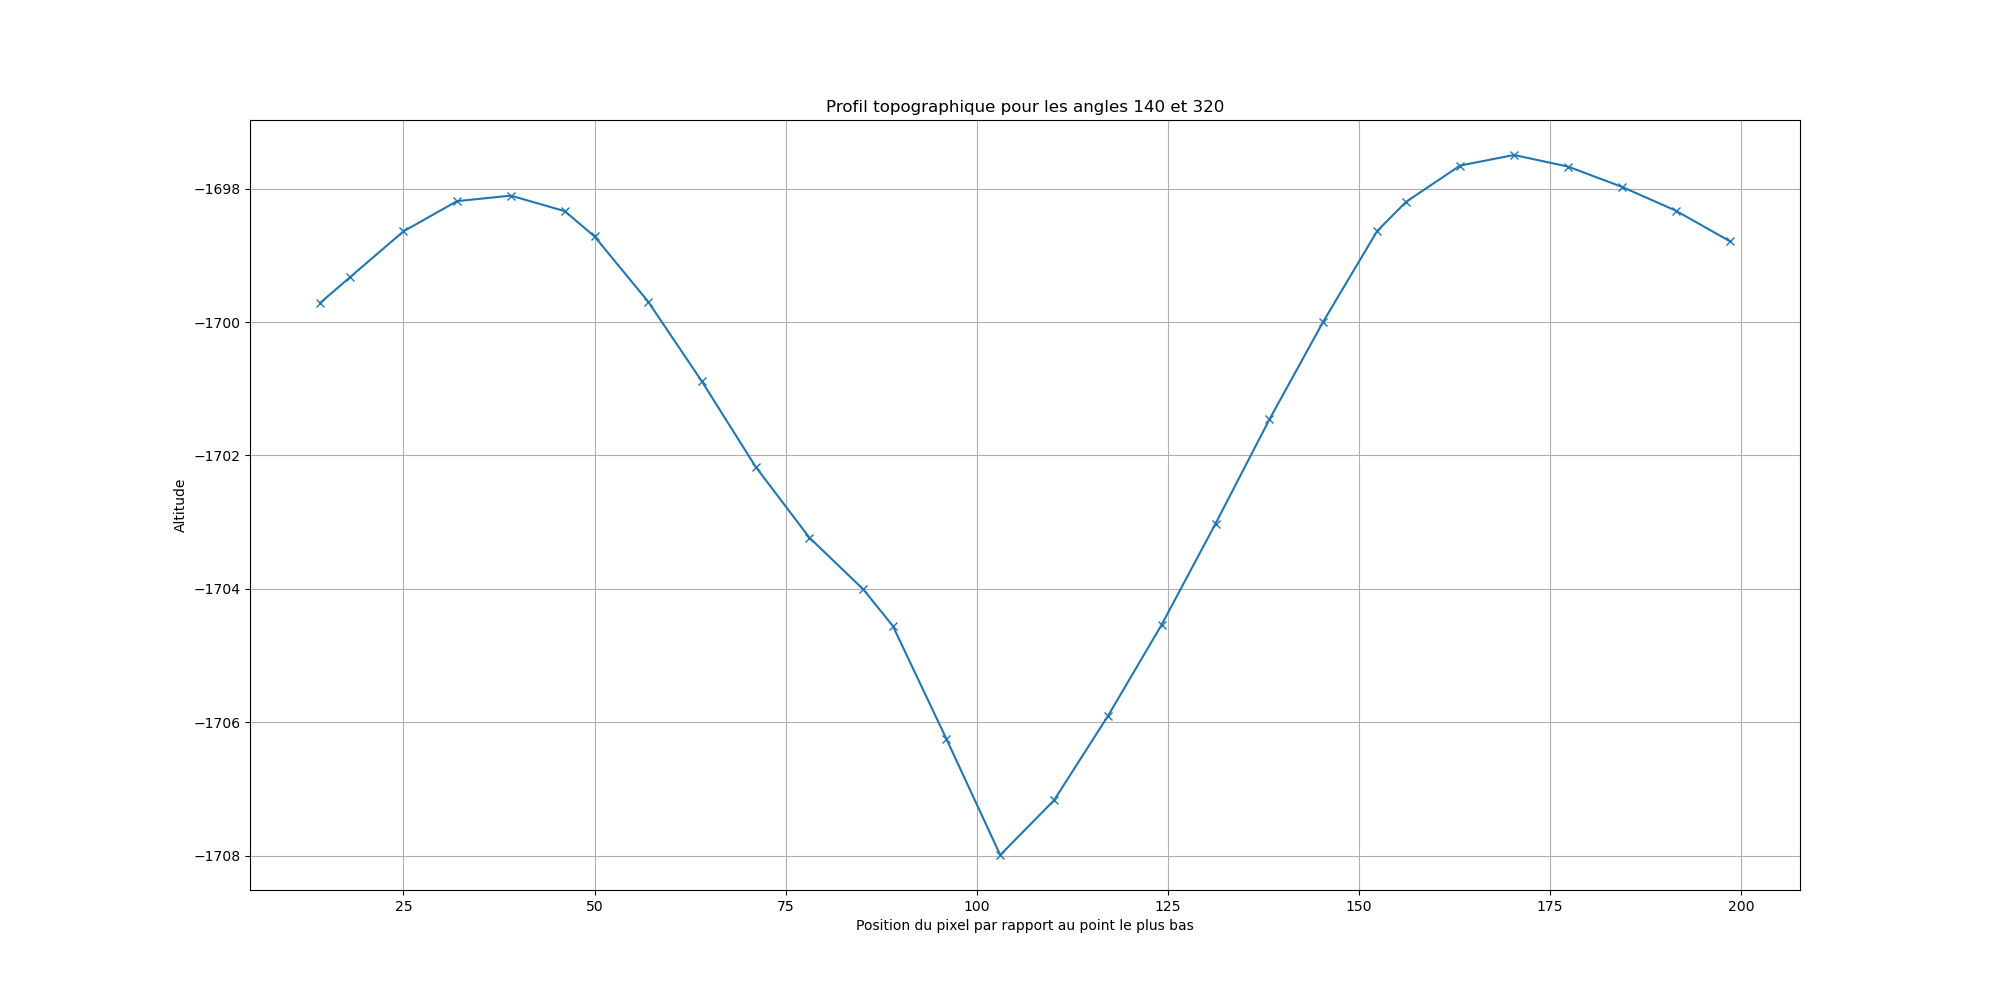 Profil topographique pour les angles 140 et 320
−1698
−1700
−1702
−1704
−1706
−1708
Altitude
25 50 75 100 125 150 175 200
Position du pixel par rapport au point le plus bas